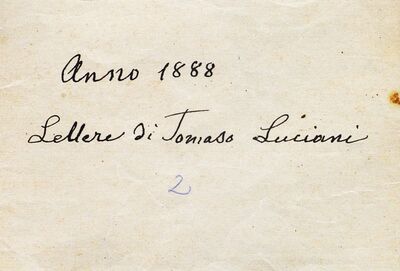 Anno 1888
Lettere di Tomaso Luciani
2